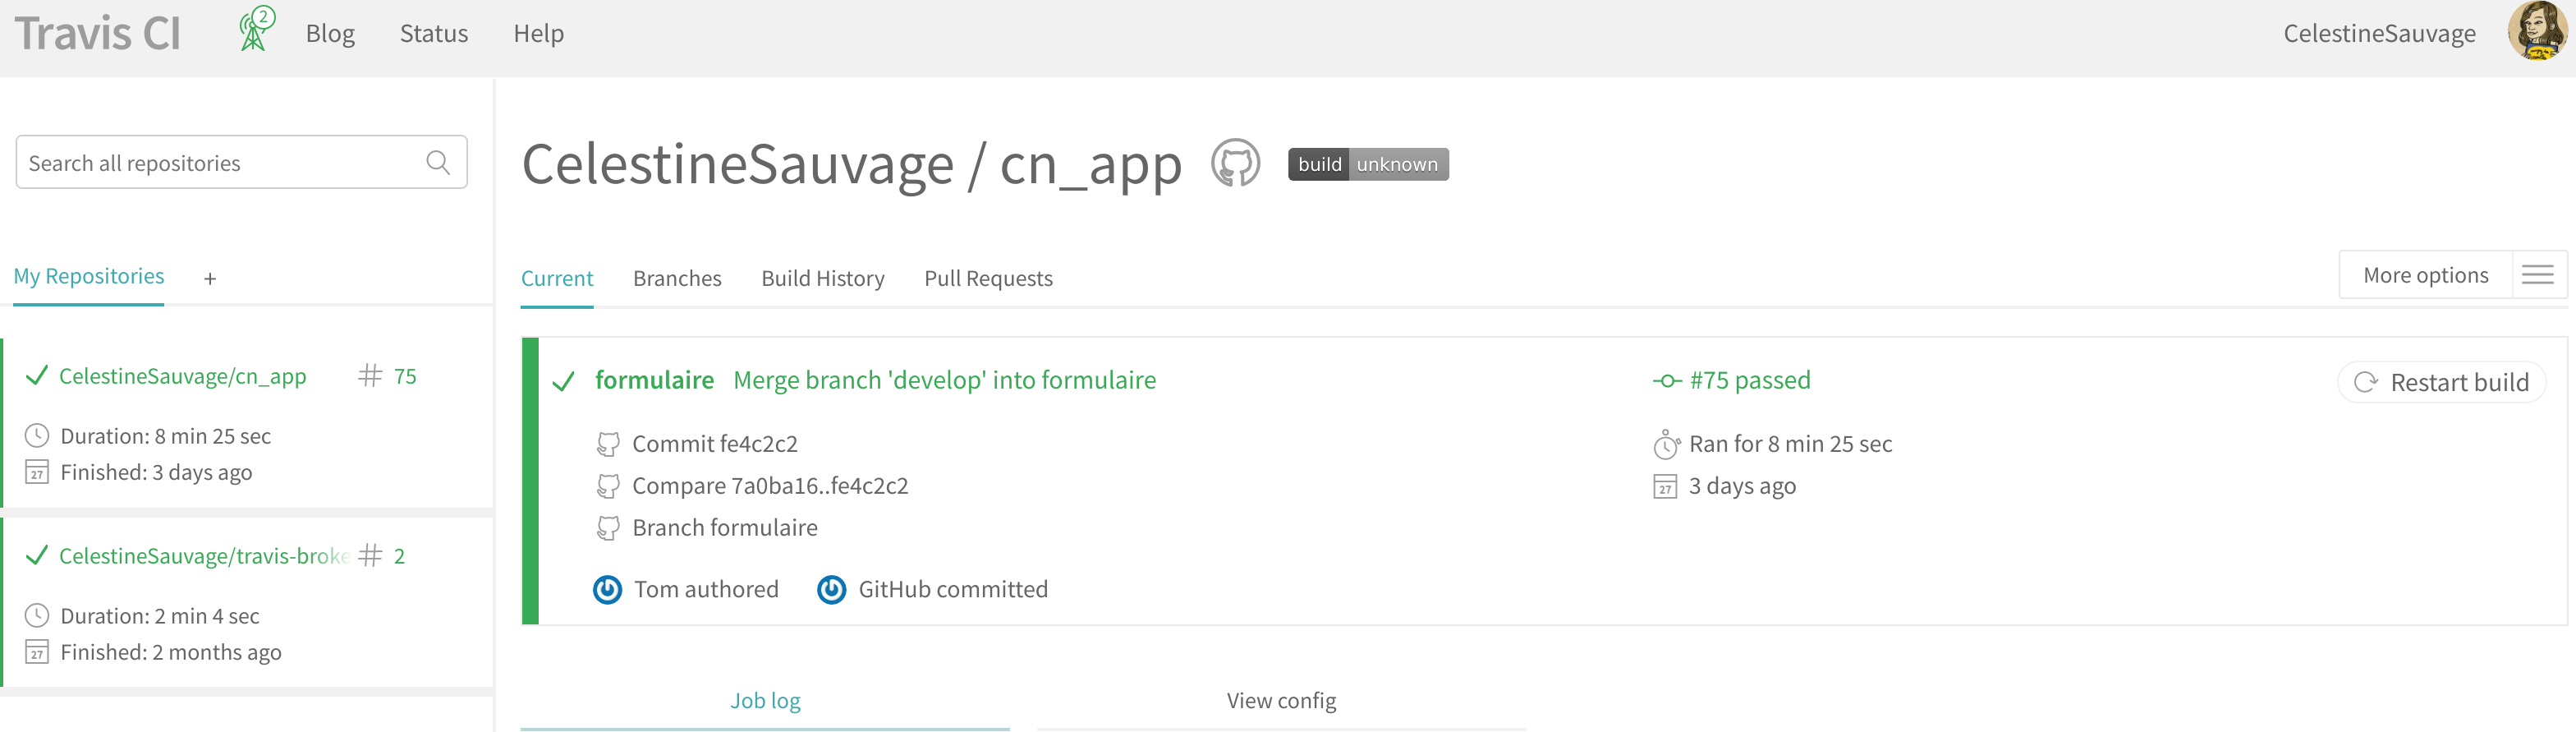 Travis CI
2
Blog
Status
Help
CelestineSauvage
Search all repositories
My Repositories
+
CelestineSauvage/cn_app
# 75
Duration: 8 min 25 sec
27
Finished: 3 days ago
CelestineSauvage/travis-broke
# 2
Duration: 2 min 4 sec
27
Finished: 2 months ago
CelestineSauvage / cn_app
build unknown
Current
Branches
Build History
Pull Requests
More options
formulaire Merge branch 'develop' into formulaire
Commit fe4c2c2
Compare 7a0ba16..fe4c2c2
Branch formulaire
Tom authored
GitHub committed
#75 passed
Ran for 8 min 25 sec
27
3 days ago
Restart build
Job log
View config